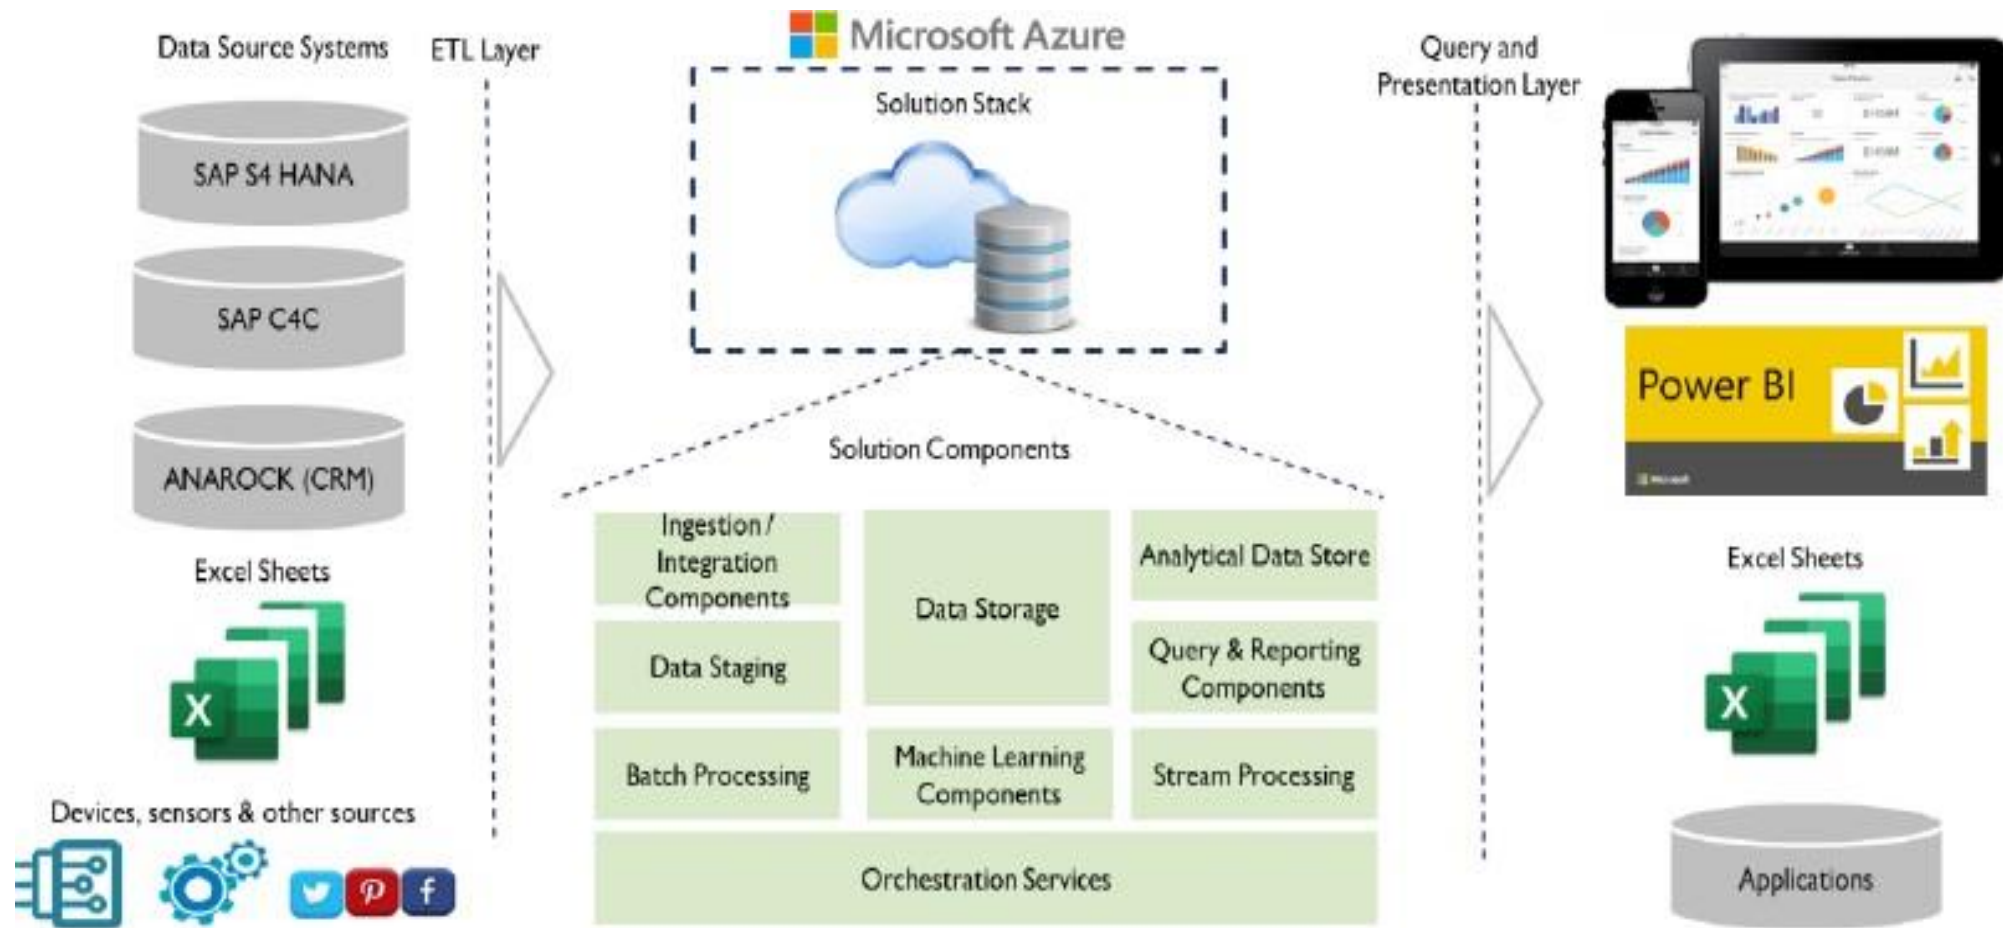 Data Source Systems
ETL Layer
Microsoft Azure
Query and
Presentation Layer
Solution Stack
SAP S4 HANA
SAP C4C
ANAROCK (CRM)
Power BI
Microsoft
Solution Components
Excel Sheets
Ingestion /
Integration
Components
Data Storage
Analytical Data Store
Excel Sheets
Data Staging
Query & Reporting
Components
X
X
Batch Processing
Machine Learning
Components
Stream Processing
Devices, sensors & other sources
Orchestration Services
Applications